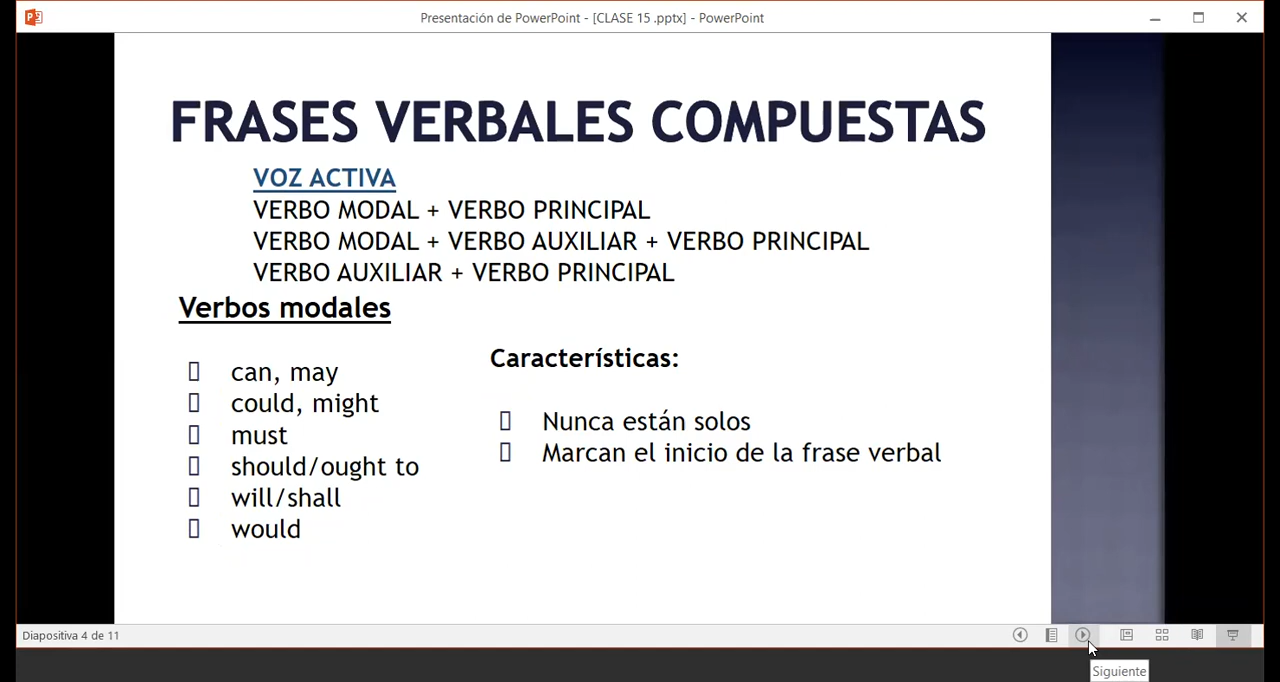 Presentación de PowerPoint - [CLASE 15 .pptx] - PowerPoint
FRASES VERBALES COMPUESTAS
VOZ ACTIVA
VERBO MODAL + VERBO PRINCIPAL
VERBO MODAL + VERBO AUXILIAR + VERBO PRINCIPAL
VERBO AUXILIAR + VERBO PRINCIPAL
Verbos modales
can, may
could, might
must
should/ought to
will/shall
would
Características:
Nunca están solos
Marcan el inicio de la frase verbal
Diapositiva 4 de 11
Siguiente